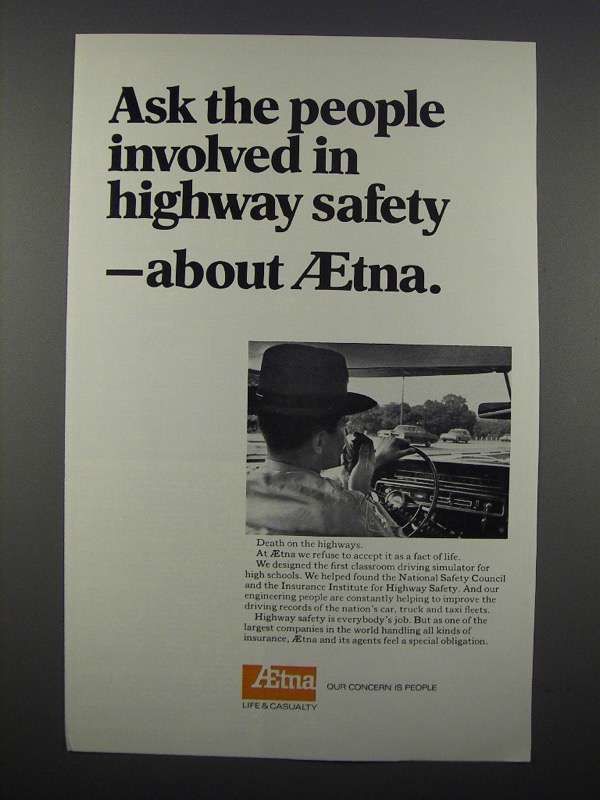 Ask the people
involved in
highway safety
—about Ætna.
Death on the highways.
At Ætna we refuse to accept it as a fact of life.
We designed the first classroom driving simulator for
high schools. We helped found the National Safety Council
and the Insurance Institute for Highway Safety. And our
engineering people are constantly helping to improve the
driving records of the nation's car, truck and taxi fleets.
Highway safety is everybody's job. But as one of the
largest companies in the world handling all kinds of
insurance, Ætna and its agents feel a special obligation.
Ætna
LIFE & CASUALTY
OUR CONCERN IS PEOPLE